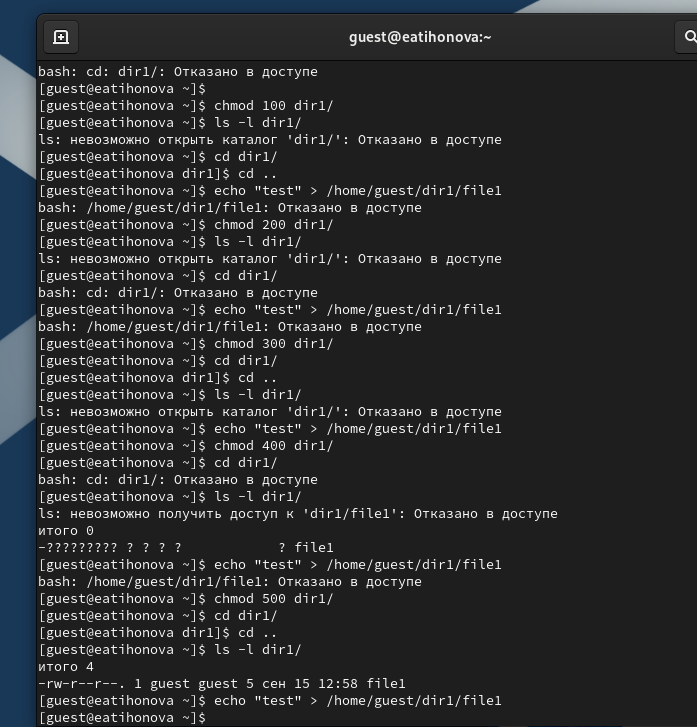 guest@eatihonova:~
bash: cd: dir1/: Отказано в доступе
[guest@eatihonova ~]$
[guest@eatihonova ~]$ chmod 100 dir1/
[guest@eatihonova ~]$ ls -l dir1/
ls: невозможно открыть каталог 'dir1/': Отказано в доступе
[guest@eatihonova ~]$ cd dir1/
[guest@eatihonova dir1]$ cd ..
[guest@eatihonova ~]$ echo "test" > /home/guest/dir1/file1
bash: /home/guest/dir1/file1: Отказано в доступе
[guest@eatihonova ~]$ chmod 200 dir1/
[guest@eatihonova ~]$ ls -l dir1/
ls: невозможно открыть каталог 'dir1/': Отказано в доступе
[guest@eatihonova ~]$ cd dir1/
bash: cd: dir1/: Отказано в доступе
[guest@eatihonova ~]$ echo "test" > /home/guest/dir1/file1
bash: /home/guest/dir1/file1: Отказано в доступе
[guest@eatihonova ~]$ chmod 300 dir1/
[guest@eatihonova ~]$ cd dir1/
[guest@eatihonova dir1]$ cd ..
[guest@eatihonova ~]$ ls -l dir1/
ls: невозможно открыть каталог 'dir1/': Отказано в доступе
[guest@eatihonova ~]$ echo "test" > /home/guest/dir1/file1
[guest@eatihonova ~]$ chmod 400 dir1/
[guest@eatihonova ~]$ cd dir1/
bash: cd: dir1/: Отказано в доступе
[guest@eatihonova ~]$ ls -l dir1/
ls: невозможно получить доступ к 'dir1/file1': Отказано в доступе
итого 0
-????????? ? ? ? ?            ? file1
[guest@eatihonova ~]$ echo "test" > /home/guest/dir1/file1
bash: /home/guest/dir1/file1: Отказано в доступе
[guest@eatihonova ~]$ chmod 500 dir1/
[guest@eatihonova ~]$ cd dir1/
[guest@eatihonova dir1]$ cd ..
[guest@eatihonova ~]$ ls -l dir1/
итого 4
-rw-r--r--. 1 guest guest 5 сен 15 12:58 file1
[guest@eatihonova ~]$ echo "test" > /home/guest/dir1/file1
[guest@eatihonova ~]$